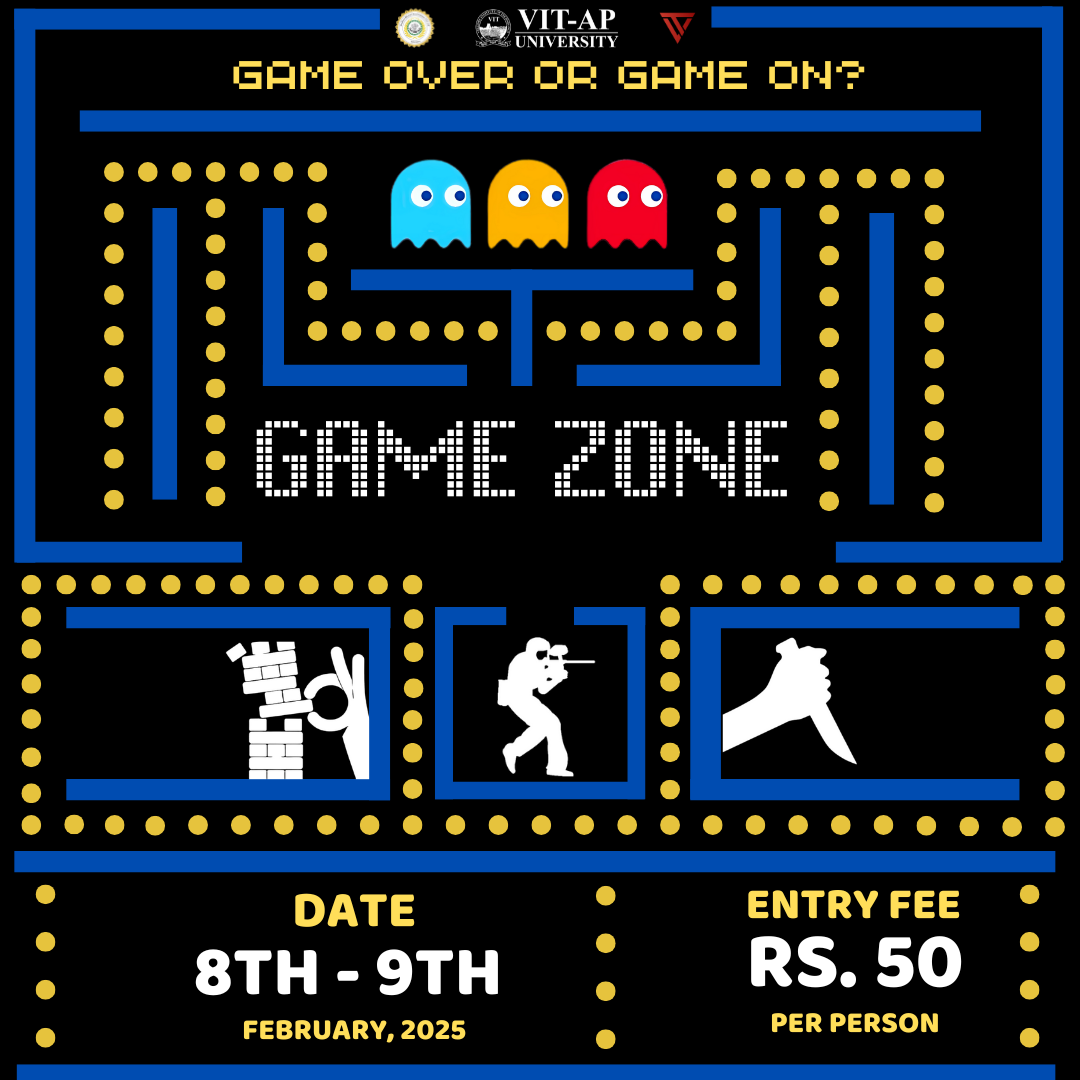 VIT
VIT-AP
UNIVERSITY
GAME OVER OR GAME ON?
GAME ZONE
DATE
8TH - 9TH
FEBRUARY, 2025
ENTRY FEE
RS. 50
PER PERSON